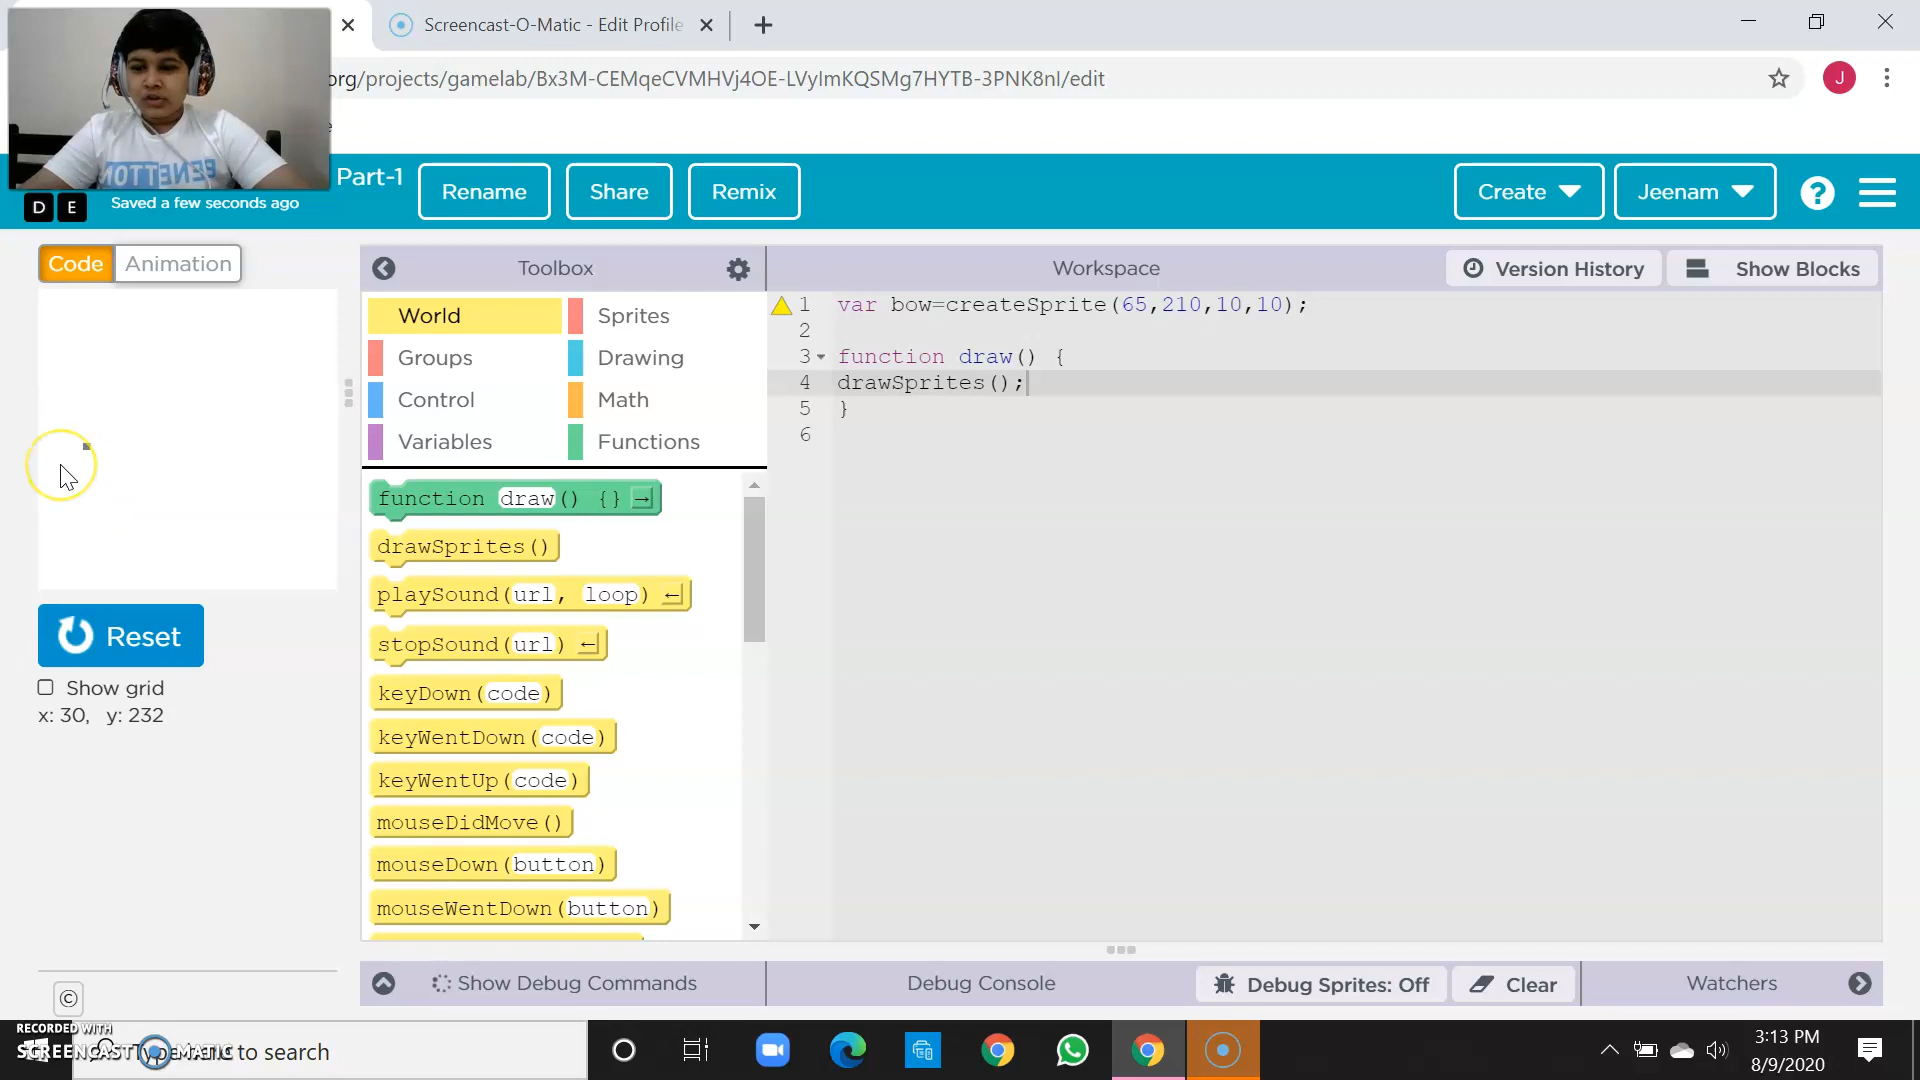 Screencast-O-Matic - Edit Profile
org/projects/gamelab/Bx3M-CEMqeCVMHVj4OE-LVyImKQSMg7HYTB-3PNK8nI/edit
J
BENETTON
Part-1
Rename
Share
Remix
Create
Jeenam
?
D E
Saved a few seconds ago
Code
Animation
Toolbox
Workspace
Version History
Show Blocks
World
Sprites
Groups
Drawing
Control
Math
Variables
Functions
1 var bow=createSprite(65,210,10,10);
2
3 function draw() {
4 drawSprites();
5 }
6
function draw() {}
drawSprites()
playSound(url, loop)
stopSound(url)
keyDown(code)
keyWentDown(code)
keyWentUp(code)
mouseDidMove()
mouseDown(button)
mouseWentDown(button)
Reset
Show grid
x: 30, y: 232
©
Show Debug Commands
Debug Console
Debug Sprites: Off
Clear
Watchers
RECORDED WITH
SCREENCAST MATIC
to search
3:13 PM
8/9/2020